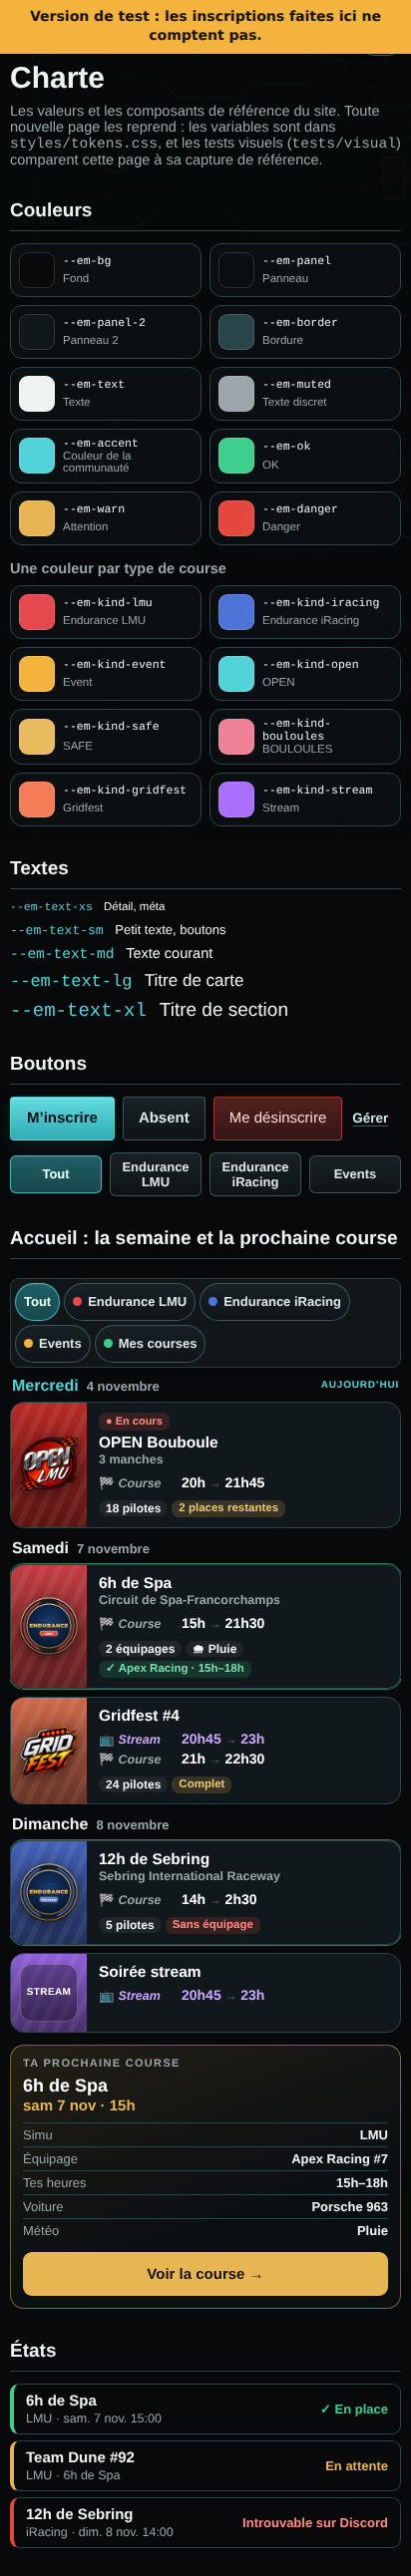 Version de test : les inscriptions faites ici ne
comptent pas.
Charte
Les valeurs et les composants de référence du site. Toute
nouvelle page les reprend : les variables sont dans
styles/tokens.css, et les tests visuels (tests/visual)
comparent cette page à sa capture de référence.
Couleurs
--em-bg
Fond
--em-panel
Panneau
--em-panel-2
Panneau 2
--em-border
Bordure
--em-text
Texte
--em-muted
Texte discret
--em-accent
Couleur de la
communauté
--em-ok
OK
--em-warn
Attention
--em-danger
Danger
Une couleur par type de course
--em-kind-lmu
Endurance LMU
--em-kind-iracing
Endurance iRacing
--em-kind-event
Event
--em-kind-open
OPEN
--em-kind-safe
SAFE
--em-kind-
bouloules
BOULOULES
--em-kind-gridfest
Gridfest
--em-kind-stream
Stream
Textes
--em-text-xs Détail, méta
--em-text-sm Petit texte, boutons
--em-text-md Texte courant
--em-text-lg Titre de carte
--em-text-xl Titre de section
Boutons
M'inscrire Absent Me désinscrire Gérer
Tout
Endurance
LMU
Endurance
iRacing
Events
Accueil : la semaine et la prochaine course
Tout Endurance LMU Endurance iRacing
Events Mes courses
Mercredi 4 novembre AUJOURD'HUI
OPEN
LMU
● En cours
OPEN Bouboule
3 manches
🏁 Course 20h → 21h45
18 pilotes 2 places restantes
Samedi 7 novembre
ENDURANCE
6h de Spa
Circuit de Spa-Francorchamps
🏁 Course 15h → 21h30
2 équipages 🌧 Pluie
✓ Apex Racing · 15h–18h
GRID
FEST
Gridfest #4
📺 Stream 20h45 → 23h
🏁 Course 21h → 22h30
24 pilotes Complet
Dimanche 8 novembre
ENDURANCE
12h de Sebring
Sebring International Raceway
🏁 Course 14h → 2h30
5 pilotes Sans équipage
STREAM
Soirée stream
📺 Stream 20h45 → 23h
TA PROCHAINE COURSE
6h de Spa
sam 7 nov · 15h
Simu LMU
Équipage Apex Racing #7
Tes heures 15h–18h
Voiture Porsche 963
Météo Pluie
Voir la course →
États
6h de Spa
LMU · sam. 7 nov. 15:00
✓ En place
Team Dune #92
LMU · 6h de Spa
En attente
12h de Sebring
iRacing · dim. 8 nov. 14:00
Introuvable sur Discord